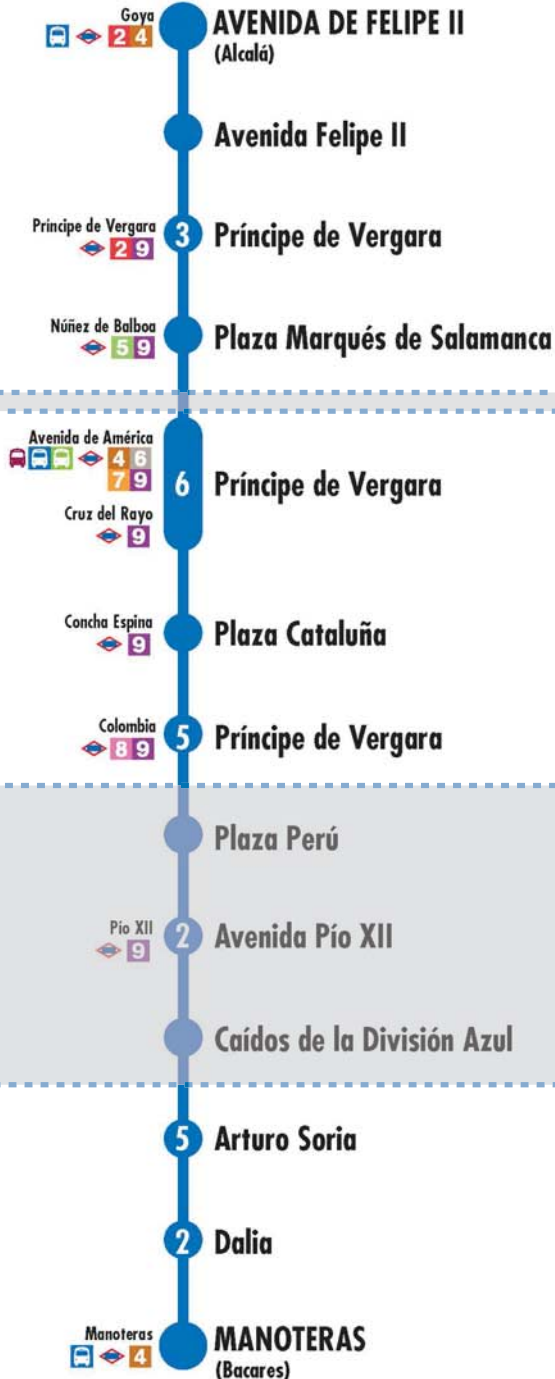 Goya
2 4
AVENIDA DE FELIPE II
(Alcalá)
Avenida Felipe II
Príncipe de Vergara
2 9
3
Príncipe de Vergara
Núñez de Balboa
5 9
Plaza Marqués de Salamanca
Avenida de América
4 6
7 9
6
Príncipe de Vergara
Cruz del Rayo
9
Concha Espina
9
Plaza Cataluña
Colombia
8 9
5
Príncipe de Vergara
Plaza Perú
Pío XII
9
2
Avenida Pío XII
Caídos de la División Azul
5
Arturo Soria
2
Dalia
Manoteras
4
MANOTERAS
(Bacares)